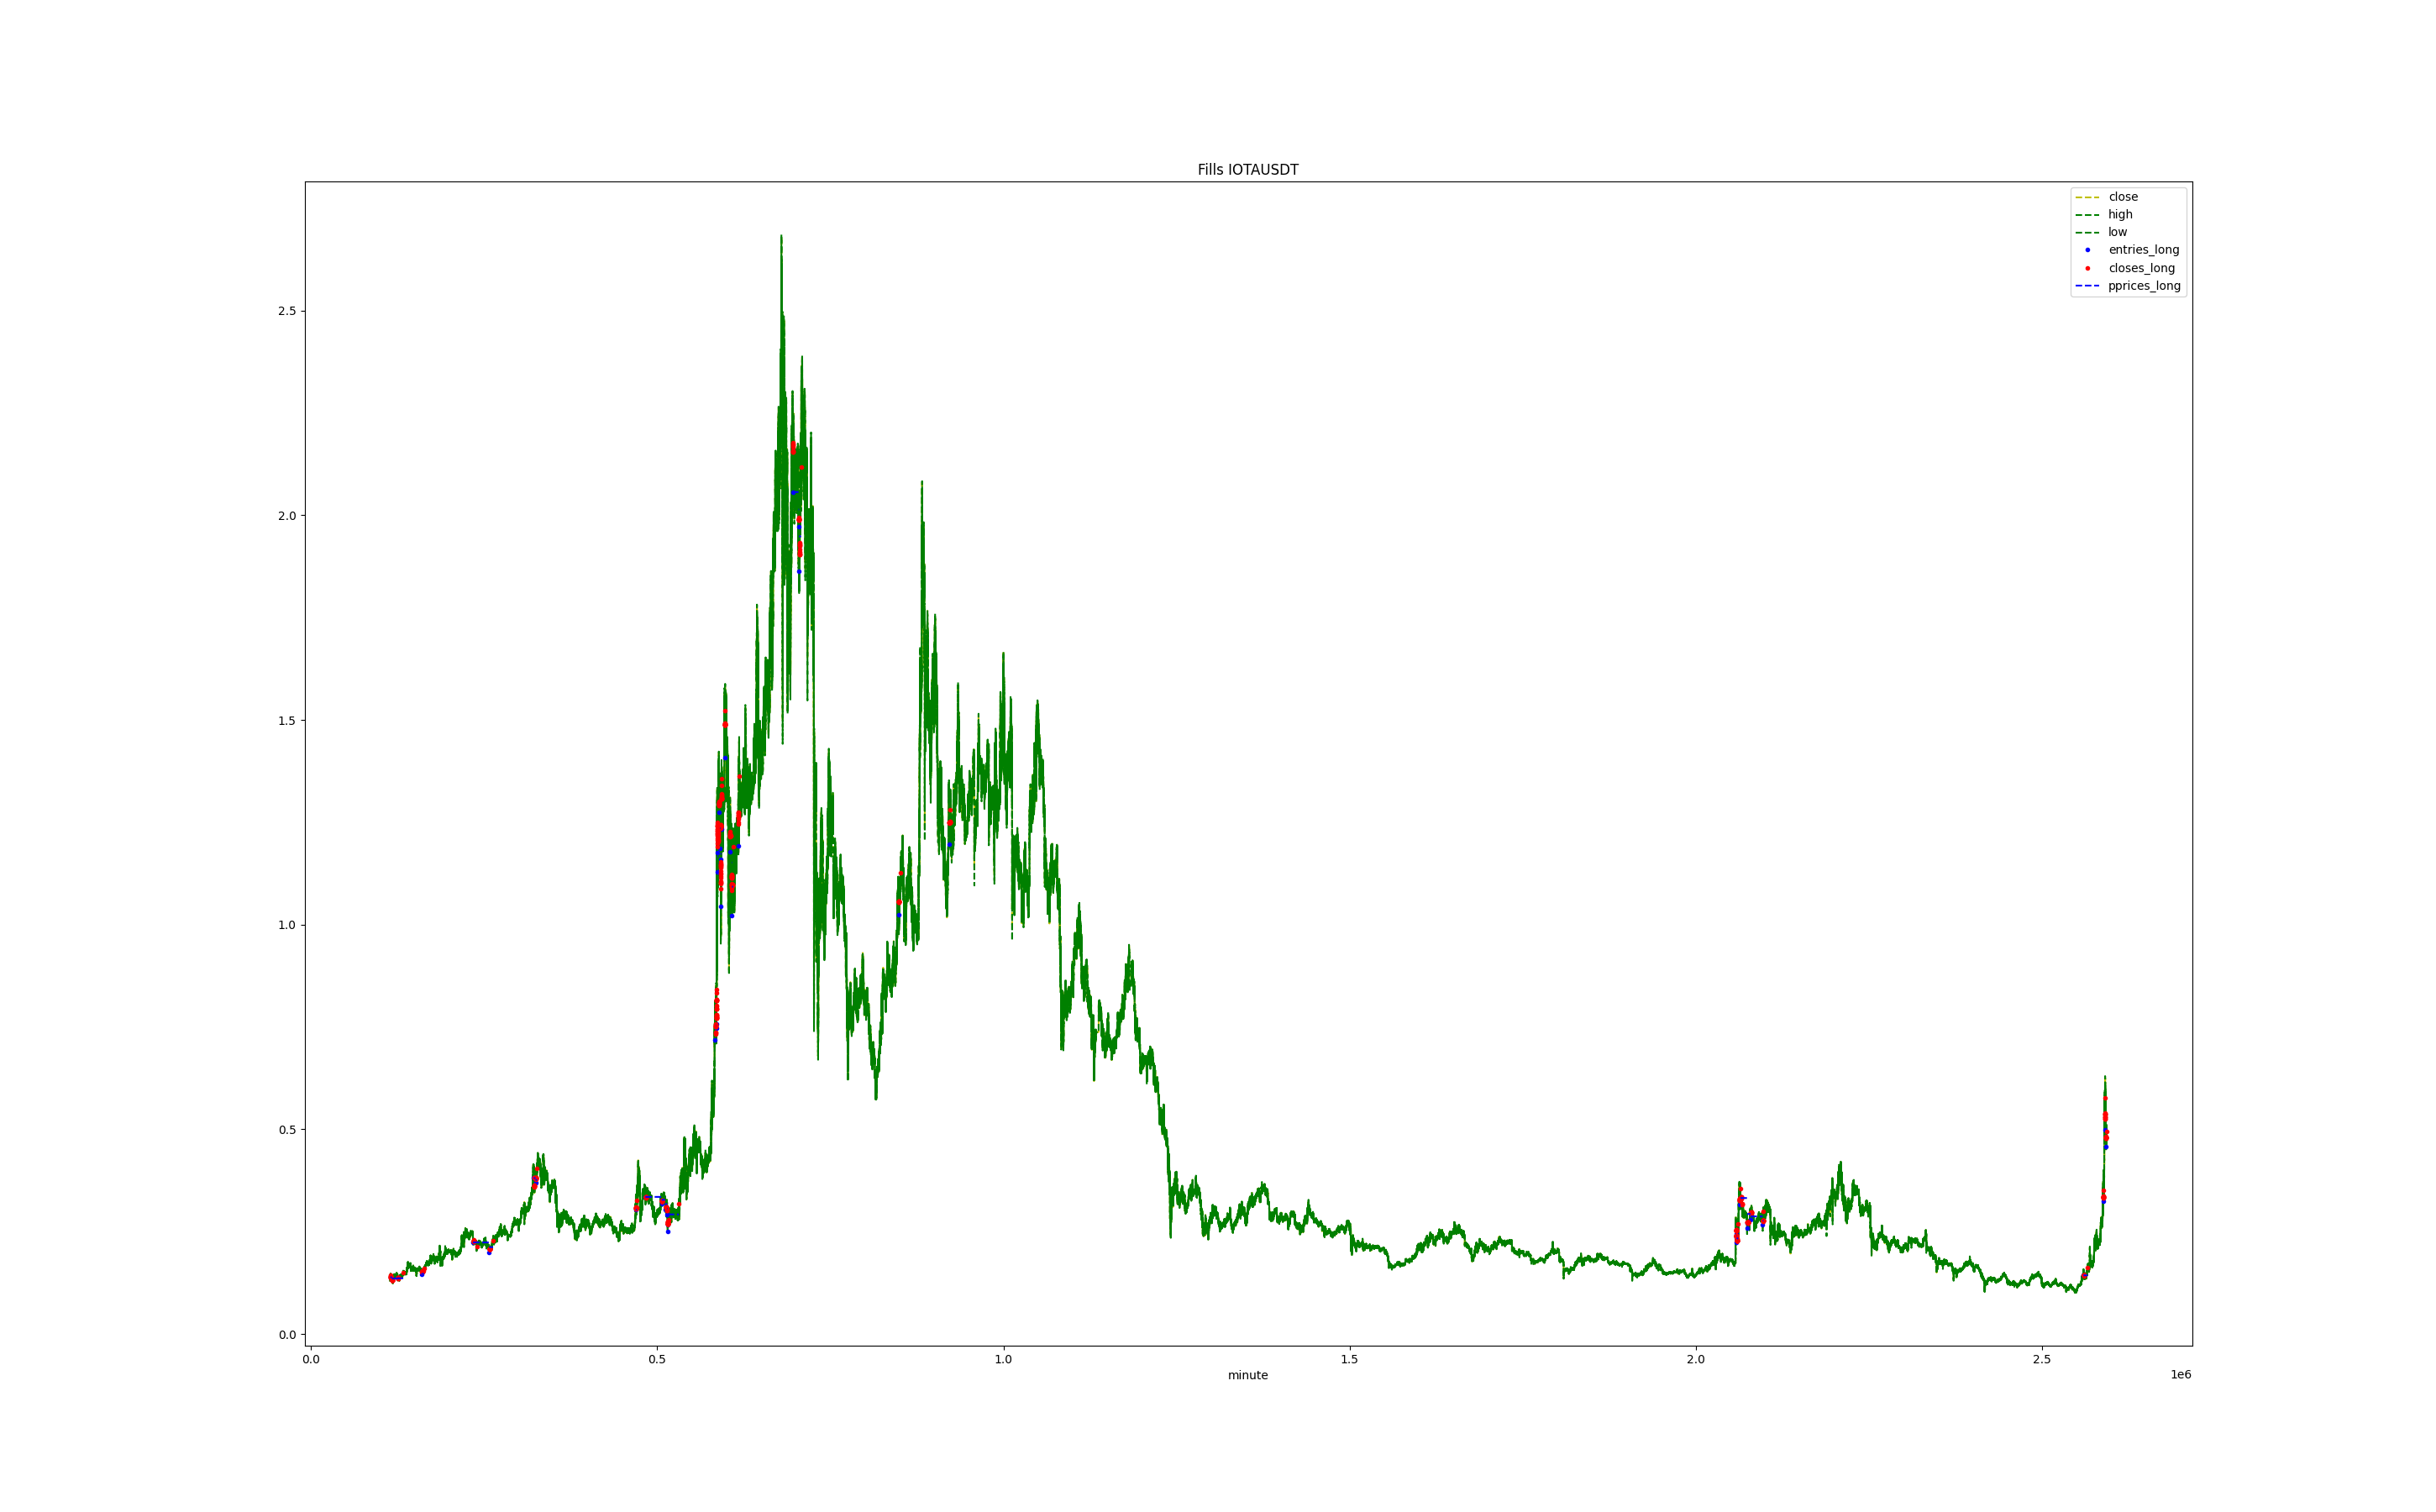 Fills IOTAUSDT
close
high
low
entries_long
closes_long
pprices_long
2.5
2.0
1.5
1.0
0.5
0.0
0.0 0.5 1.0 1.5 2.0 2.5
minute
1e6